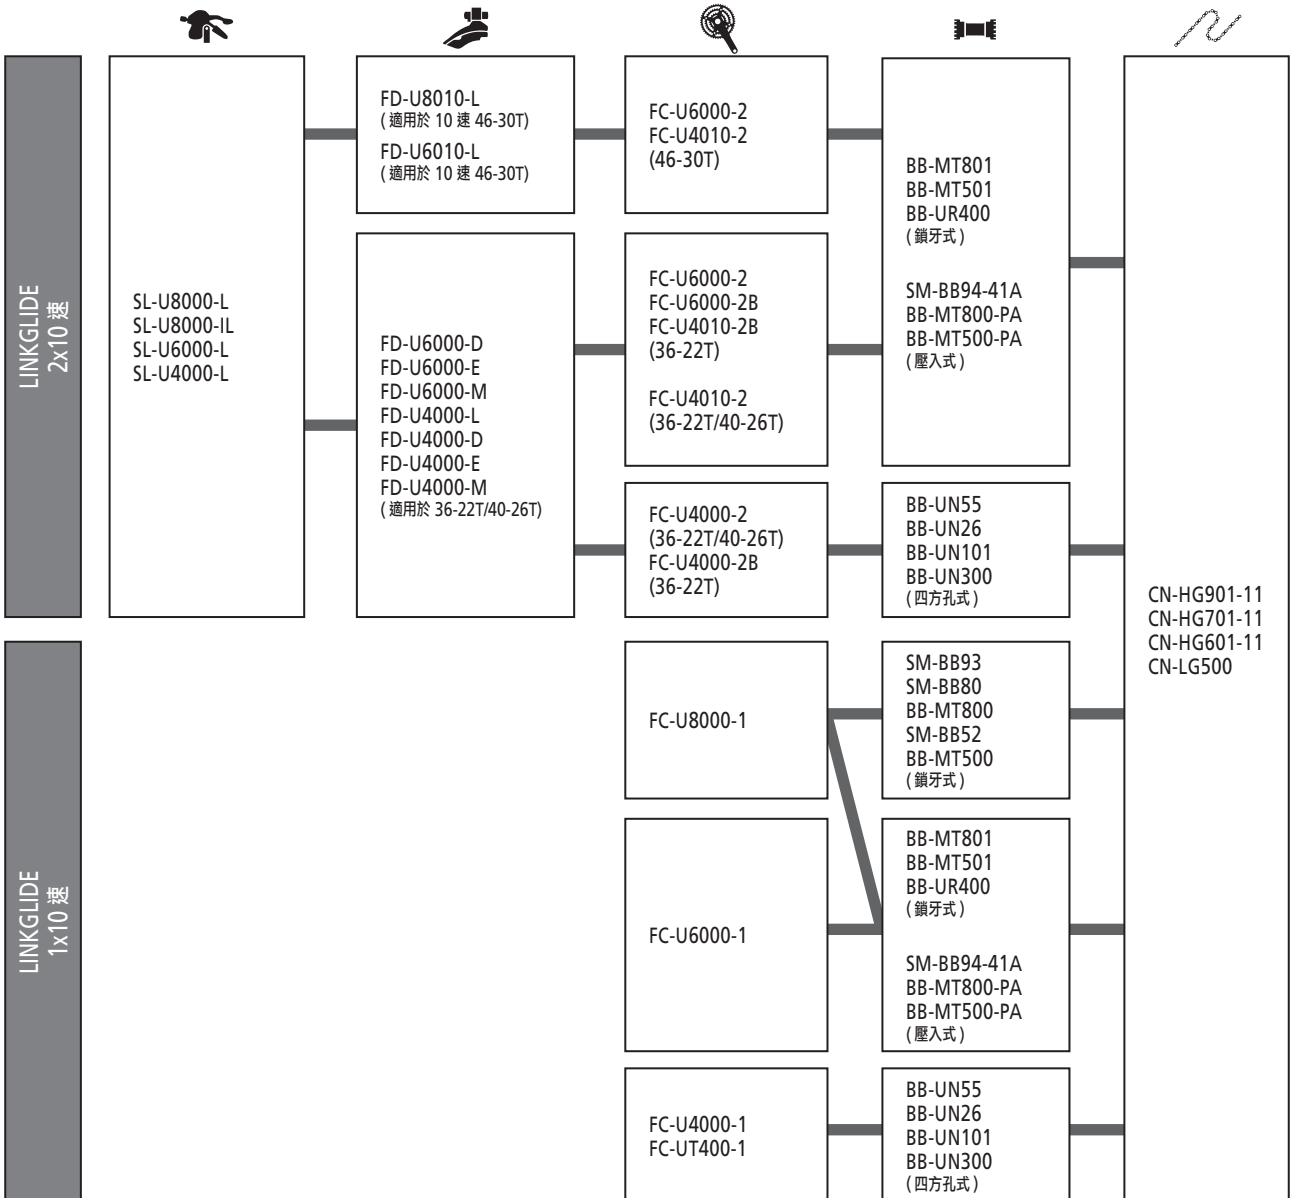 LINKGLIDE
2x10 速
SL-U8000-L
SL-U8000-IL
SL-U6000-L
SL-U4000-L
FD-U8010-L
( 適用於 10 速 46-30T)
FD-U6010-L
( 適用於 10 速 46-30T)
FD-U6000-D
FD-U6000-E
FD-U6000-M
FD-U4000-L
FD-U4000-D
FD-U4000-E
FD-U4000-M
( 適用於 36-22T/40-26T)
FC-U6000-2
FC-U4010-2
(46-30T)
FC-U6000-2
FC-U6000-2B
FC-U4010-2B
(36-22T)
FC-U4010-2
(36-22T/40-26T)
FC-U4000-2
(36-22T/40-26T)
FC-U4000-2B
(36-22T)
BB-MT801
BB-MT501
BB-UR400
( 鎖牙式 )
SM-BB94-41A
BB-MT800-PA
BB-MT500-PA
( 壓入式 )
BB-UN55
BB-UN26
BB-UN101
BB-UN300
( 四方孔式 )
CN-HG901-11
CN-HG701-11
CN-HG601-11
CN-LG500
LINKGLIDE
1x10 速
FC-U8000-1
FC-U6000-1
FC-U4000-1
FC-UT400-1
SM-BB93
SM-BB80
BB-MT800
SM-BB52
BB-MT500
( 鎖牙式 )
BB-MT801
BB-MT501
BB-UR400
( 鎖牙式 )
SM-BB94-41A
BB-MT800-PA
BB-MT500-PA
( 壓入式 )
BB-UN55
BB-UN26
BB-UN101
BB-UN300
( 四方孔式 )